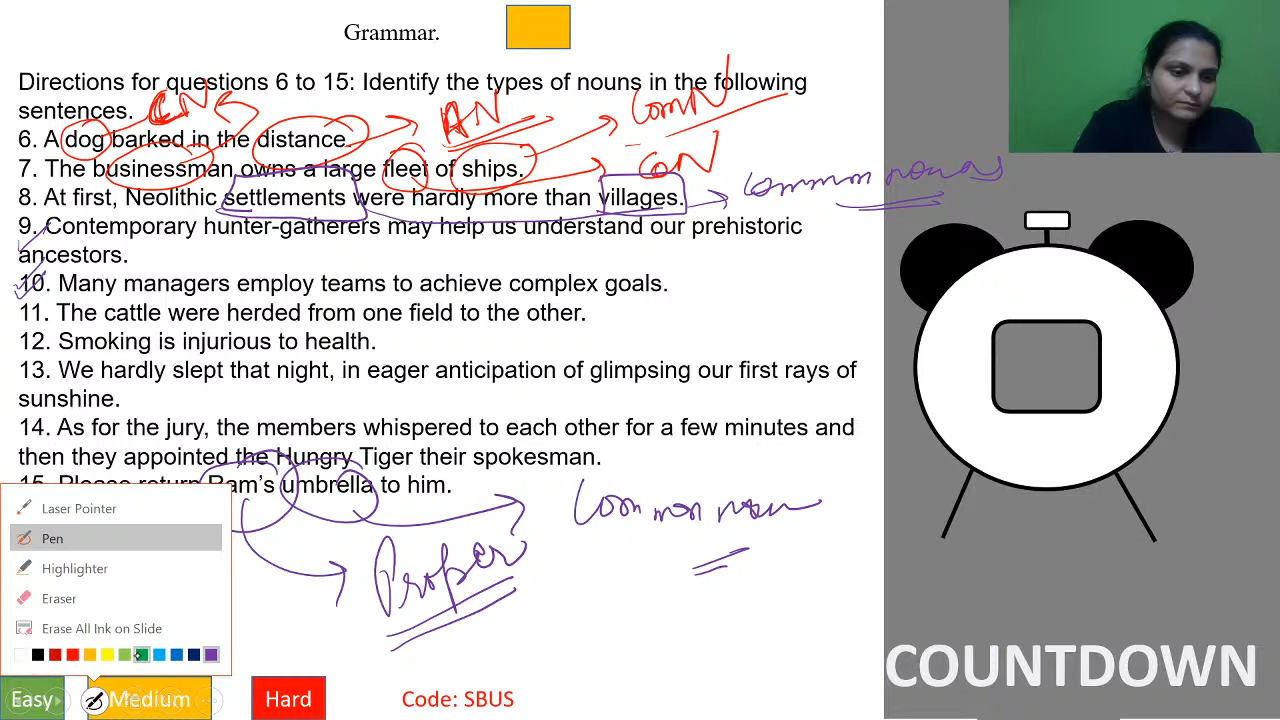 Grammar.
Directions for questions 6 to 15: Identify the types of nouns in the following
sentences.
CNs
AN
ComN
6. A dog barked in the distance.
7. The businessman owns a large fleet of ships.
CON
8. At first, Neolithic settlements were hardly more than villages.
common nouns
9. Contemporary hunter-gatherers may help us understand our prehistoric
ancestors.
10. Many managers employ teams to achieve complex goals.
11. The cattle were herded from one field to the other.
12. Smoking is injurious to health.
13. We hardly slept that night, in eager anticipation of glimpsing our first rays of
sunshine.
14. As for the jury, the members whispered to each other for a few minutes and
then they appointed the Hungry Tiger their spokesman.
15. Please return Ram's umbrella to him.
Common noun
Proper
Laser Pointer
Pen
Highlighter
Eraser
Erase All Ink on Slide
Easy
Medium
Hard
Code: SBUS
COUNTDOWN